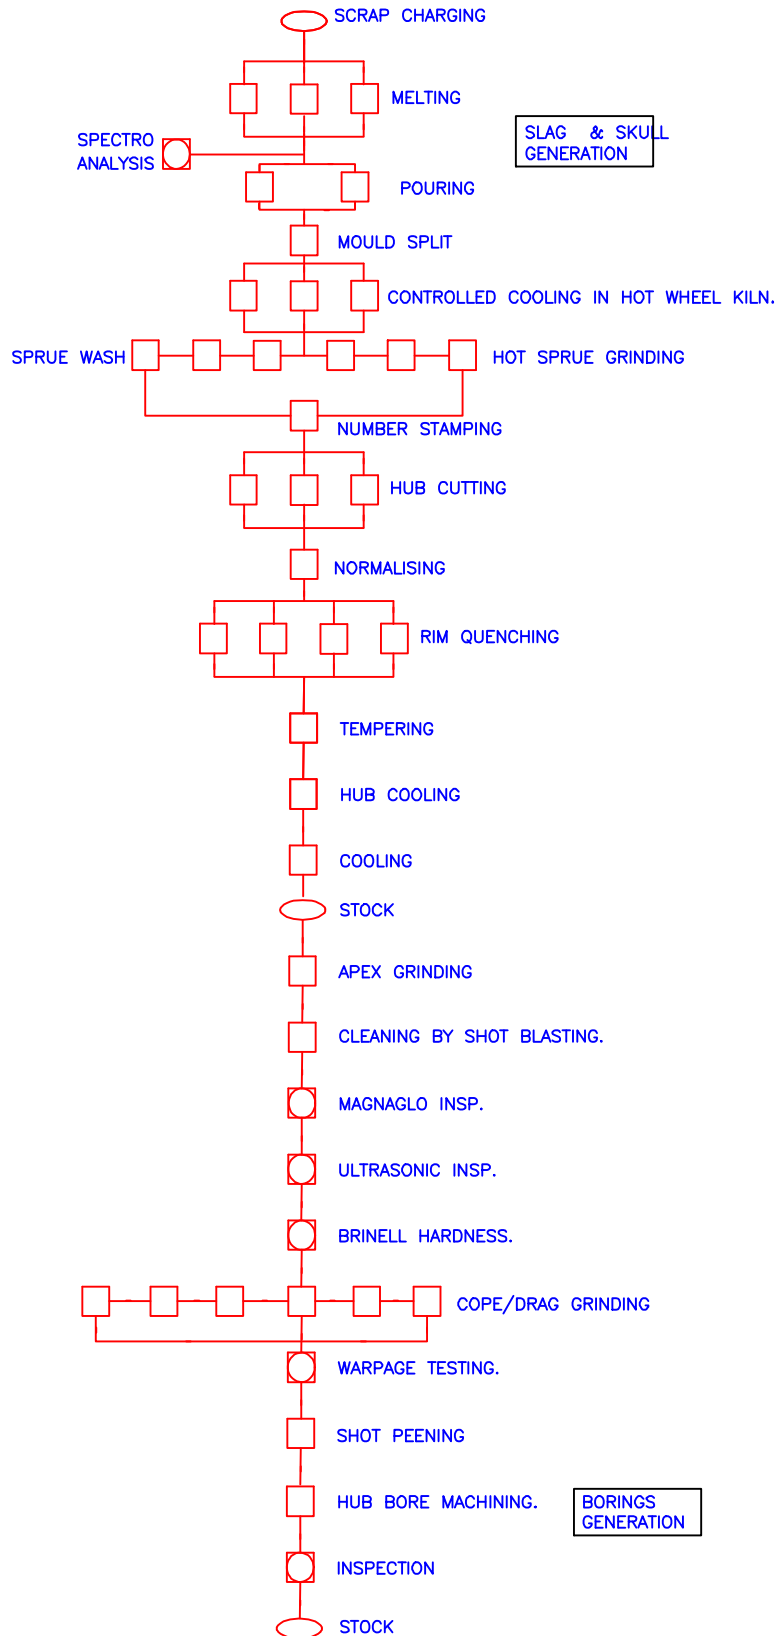 SCRAP CHARGING
MELTING
SLAG & SKULL
GENERATION
SPECTRO
ANALYSIS
POURING
MOULD SPLIT
CONTROLLED COOLING IN HOT WHEEL KILN.
SPRUE WASH
HOT SPRUE GRINDING
NUMBER STAMPING
HUB CUTTING
NORMALISING
RIM QUENCHING
TEMPERING
HUB COOLING
COOLING
STOCK
APEX GRINDING
CLEANING BY SHOT BLASTING.
MAGNAGLO INSP.
ULTRASONIC INSP.
BRINELL HARDNESS.
COPE/DRAG GRINDING
WARPAGE TESTING.
SHOT PEENING
HUB BORE MACHINING.
BORINGS
GENERATION
INSPECTION
STOCK